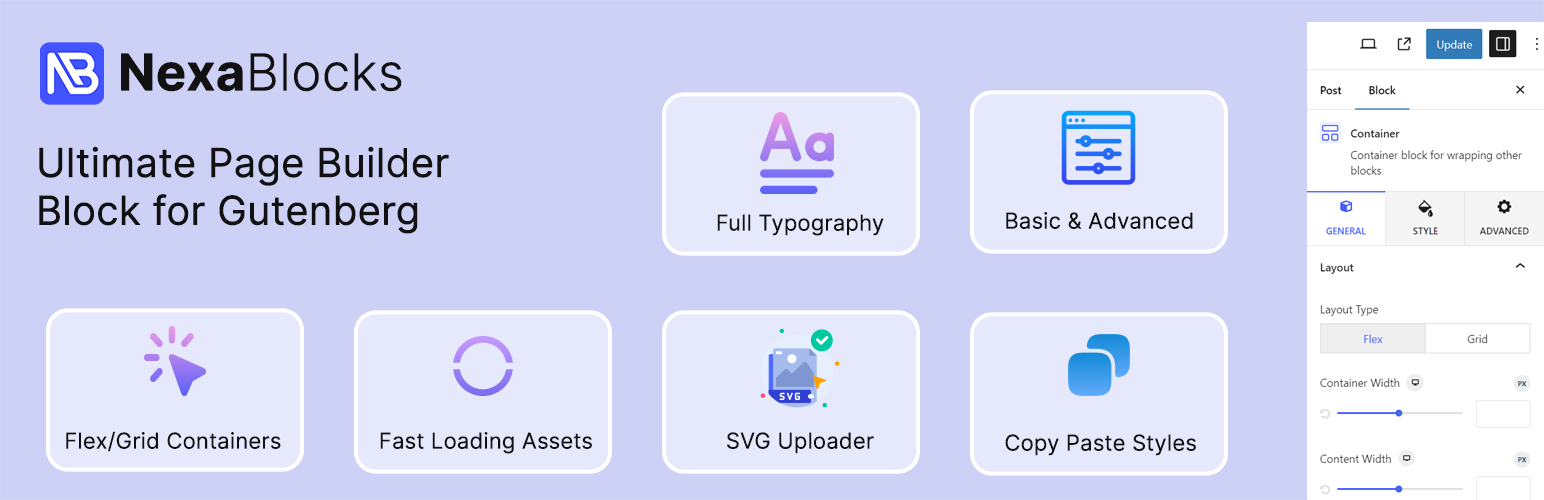 NB NexaBlocks
Ultimate Page Builder
Block for Gutenberg
Aa
Full Typography
Basic & Advanced
Flex/Grid Containers
Fast Loading Assets
SVG
SVG Uploader
Copy Paste Styles
Update
Post Block
Container
Container block for wrapping other
blocks
GENERAL STYLE ADVANCED
Layout
Layout Type
Flex Grid
Container Width PX
Content Width PX